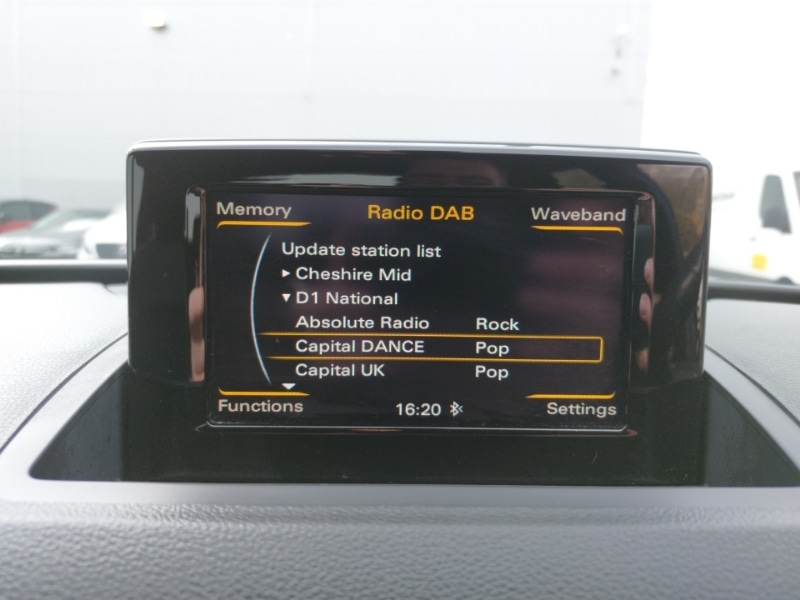 Memory Radio DAB Waveband
Update station list
Cheshire Mid
D1 National
Absolute Radio Rock
Capital DANCE Pop
Capital UK Pop
Functions 16:20 Settings